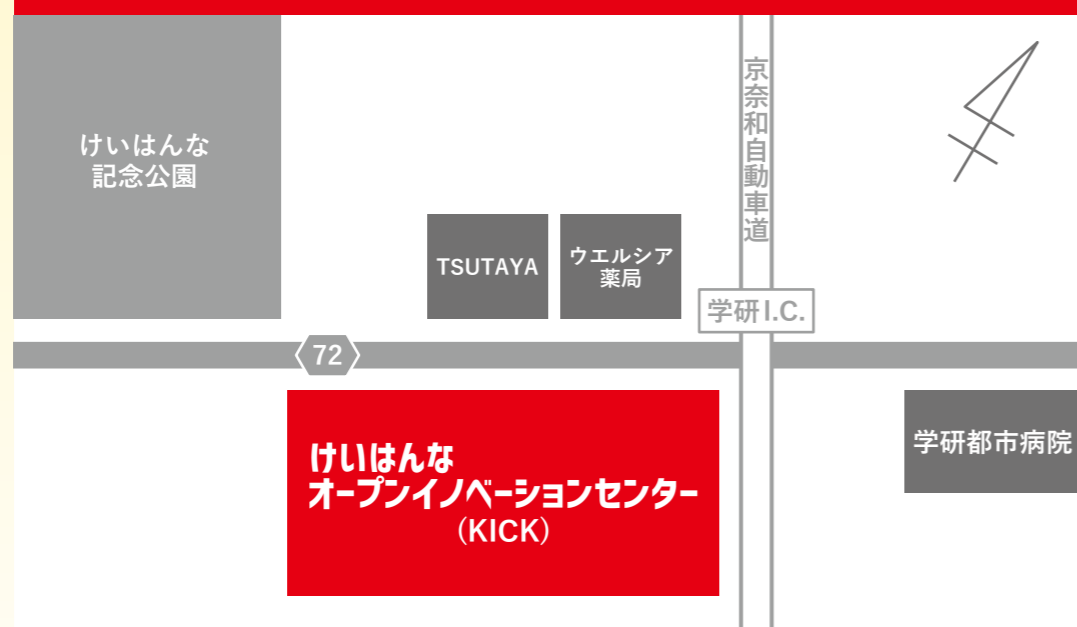 けいはんな
記念公園
京奈和自動車道
TSUTAYA
ウエルシア
薬局
学研I.C.
72
けいはんな
オープンイノベーションセンター
(KICK)
学研都市病院